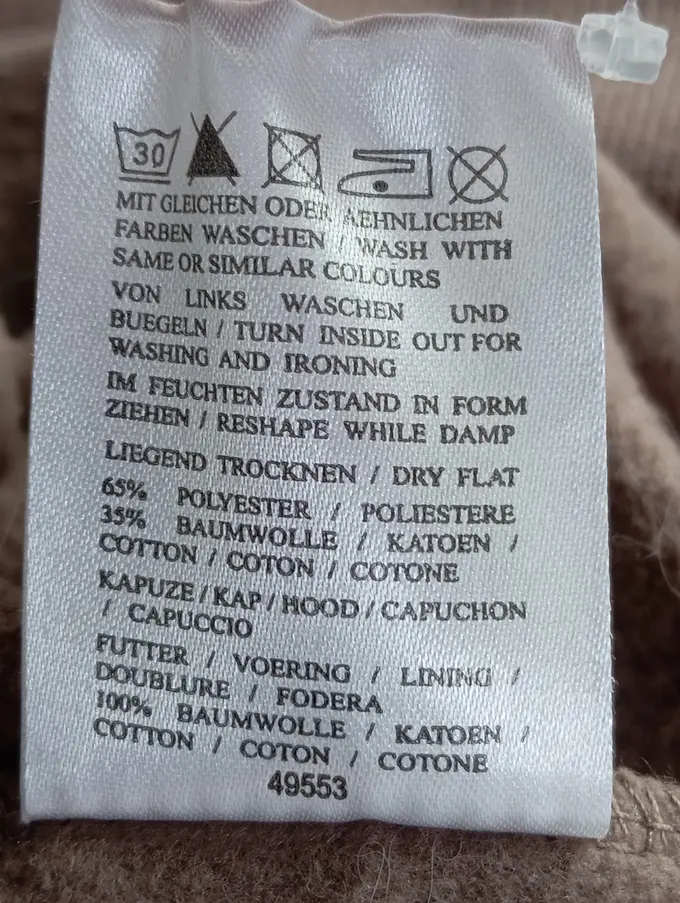 30
MIT GLEICHEN ODER AEHNLICHEN
FARBEN WASCHEN / WASH WITH
SAME OR SIMILAR COLOURS
VON LINKS WASCHEN UND
BUEGELN / TURN INSIDE OUT FOR
WASHING AND IRONING
IM FEUCHTEN ZUSTAND IN FORM
ZIEHEN / RESHAPE WHILE DAMP
LIEGEND TROCKNEN / DRY FLAT
65% POLYESTER / POLIESTERE
35% BAUMWOLLE / KATOEN /
COTTON / COTON / COTONE
KAPUZE / KAP / HOOD / CAPUCHON
/ CAPUCCIO
FUTTER / VOERING / LINING /
DOUBLURE / FODERA
100% BAUMWOLLE / KATOEN /
COTTON / COTON / COTONE
49553